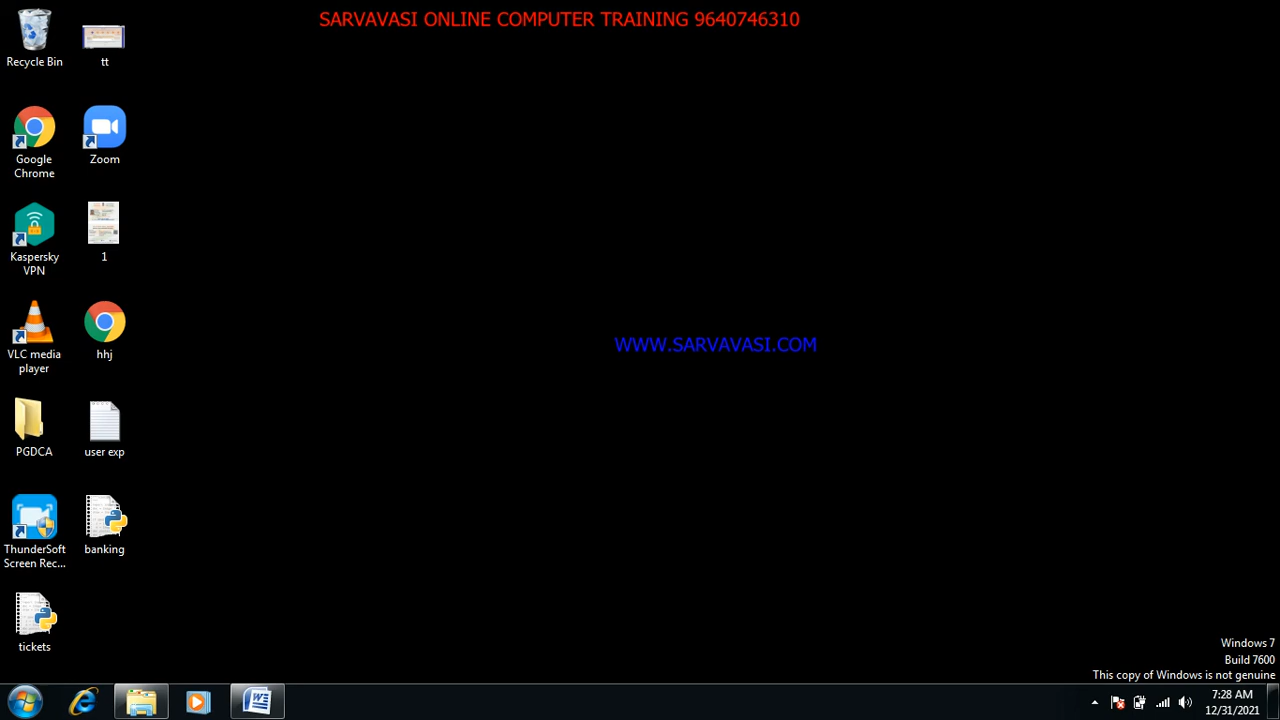 SARVAVASI ONLINE COMPUTER TRAINING 9640746310
Recycle Bin
tt
Google
Chrome
Zoom
Kaspersky
VPN
1
WWW.SARVAVASI.COM
VLC media
player
hhj
PGDCA
user exp
ThunderSoft
Screen Rec...
banking
tickets
Windows 7
Build 7600
This copy of Windows is not genuine
7:28 AM
12/31/2021